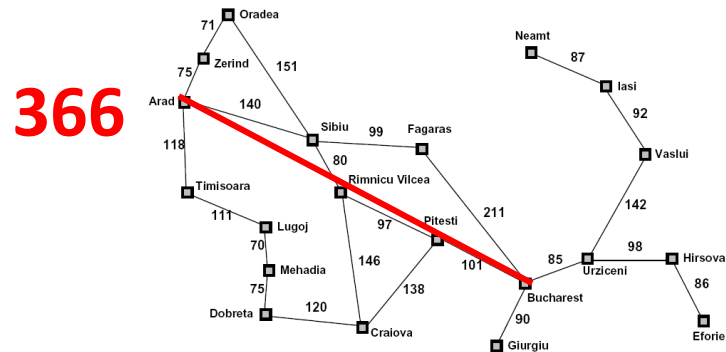 366
71
Oradea
Neamt
87
Zerind
75
151
Iasi
Arad
140
92
118
Sibiu
99
Fagaras
80
Vaslui
Rimnicu Vilcea
Timisoara
142
111
211
Lugoj
97
Pitesti
70
98
Hirsova
146
101
85
Urziceni
Mehadia
75
138
86
Bucharest
Dobreta
120
90
Craiova
Eforie
Giurgiu